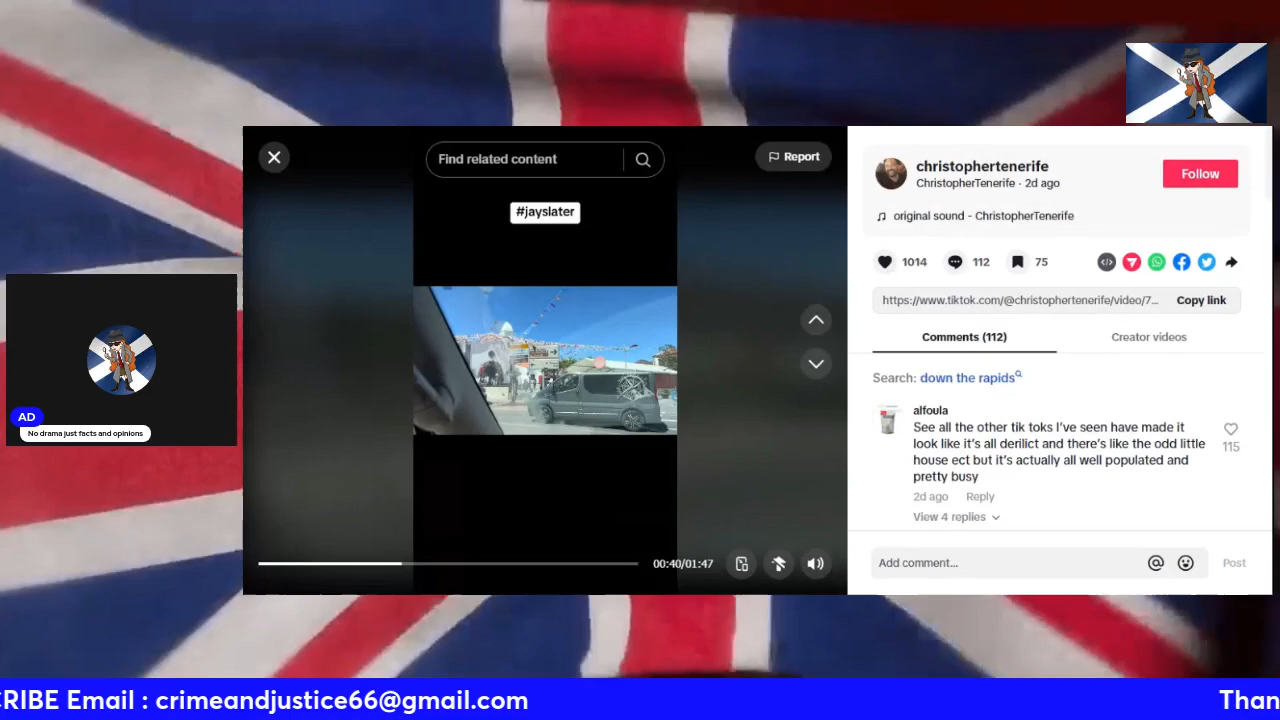 Find related content
Report
#jayslater
00:40/01:47
christophertenerife
ChristopherTenerife · 2d ago
Follow
original sound - ChristopherTenerife
1014
112
75
https://www.tiktok.com/@christophertenerife/video/7...
Copy link
Comments (112)
Creator videos
Search: down the rapids
alfoula
See all the other tik toks I've seen have made it
look like it's all derilict and there's like the odd little
house ect but it's actually all well populated and
pretty busy
115
2d ago
Reply
View 4 replies
Add comment...
Post
AD
No drama just facts and opinions
CRIBE Email : crimeandjustice66@gmail.com
Than